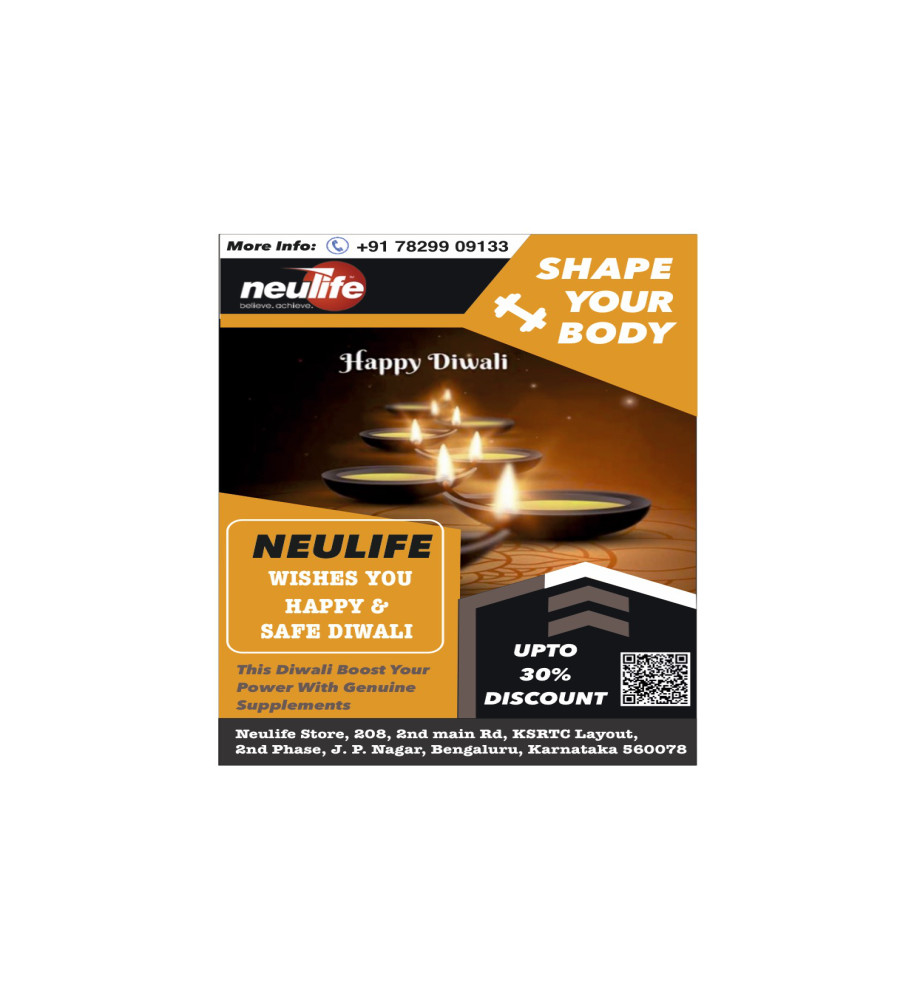 More Info: +91 78299 09133
neulife
believe. achieve.
SHAPE
YOUR
BODY
Happy Diwali
NEULIFE
WISHES YOU
HAPPY &
SAFE DIWALI
This Diwali Boost Your
Power With Genuine
Supplements
UPTO
30%
DISCOUNT
Neulife Store, 208, 2nd main Rd, KSRTC Layout,
2nd Phase, J. P. Nagar, Bengaluru, Karnataka 560078